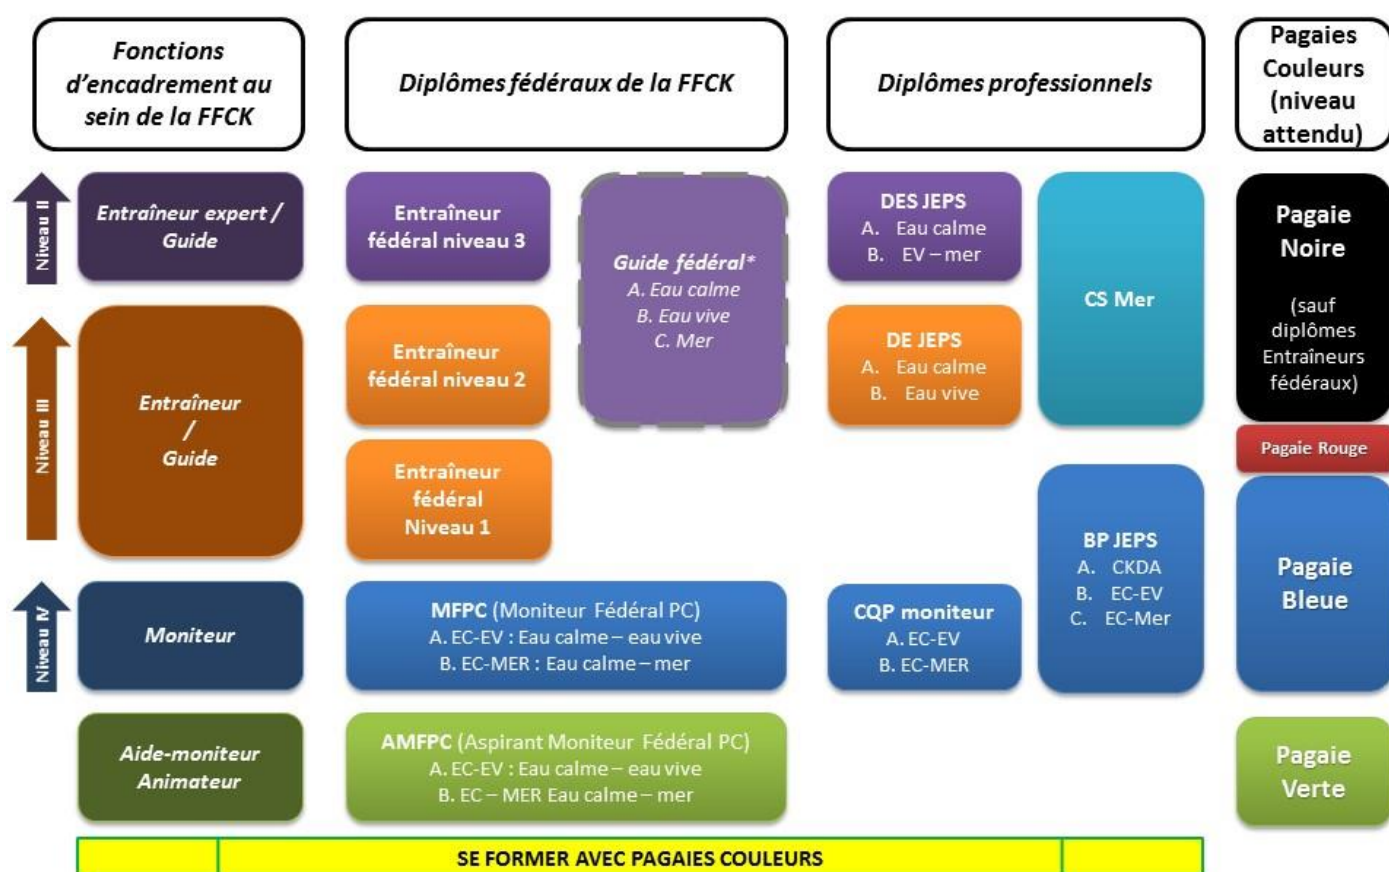 Fonctions
d'encadrement au
sein de la FFCK
Diplômes fédéraux de la FFCK
Diplômes professionnels
Pagaies
Couleurs
(niveau
attendu)
Niveau II
Entraîneur expert /
Guide
Entraîneur
fédéral niveau 3
Guide fédéral*
A. Eau calme
B. Eau vive
C. Mer
DES JEPS
A. Eau calme
B. EV – mer
CS Mer
Pagaie
Noire
(sauf
diplômes
Entraîneurs
fédéraux)
Niveau III
Entraîneur
/
Guide
Entraîneur
fédéral niveau 2
DE JEPS
A. Eau calme
B. Eau vive
Pagaie Rouge
Entraîneur
fédéral
Niveau 1
BP JEPS
A. CKDA
B. EC-EV
C. EC-Mer
Pagaie
Bleue
Niveau IV
Moniteur
MFPC (Moniteur Fédéral PC)
A. EC-EV : Eau calme – eau vive
B. EC-MER : Eau calme – mer
CQP moniteur
A. EC-EV
B. EC-MER
Aide-moniteur
Animateur
AMFPC (Aspirant Moniteur Fédéral PC)
A. EC-EV : Eau calme – eau vive
B. EC – MER Eau calme – mer
Pagaie
Verte
SE FORMER AVEC PAGAIES COULEURS